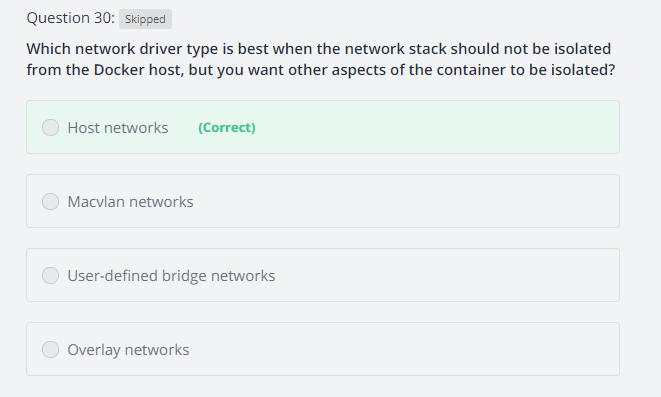 Question 30: Skipped
Which network driver type is best when the network stack should not be isolated
from the Docker host, but you want other aspects of the container to be isolated?
Host networks (Correct)
Macvlan networks
User-defined bridge networks
Overlay networks